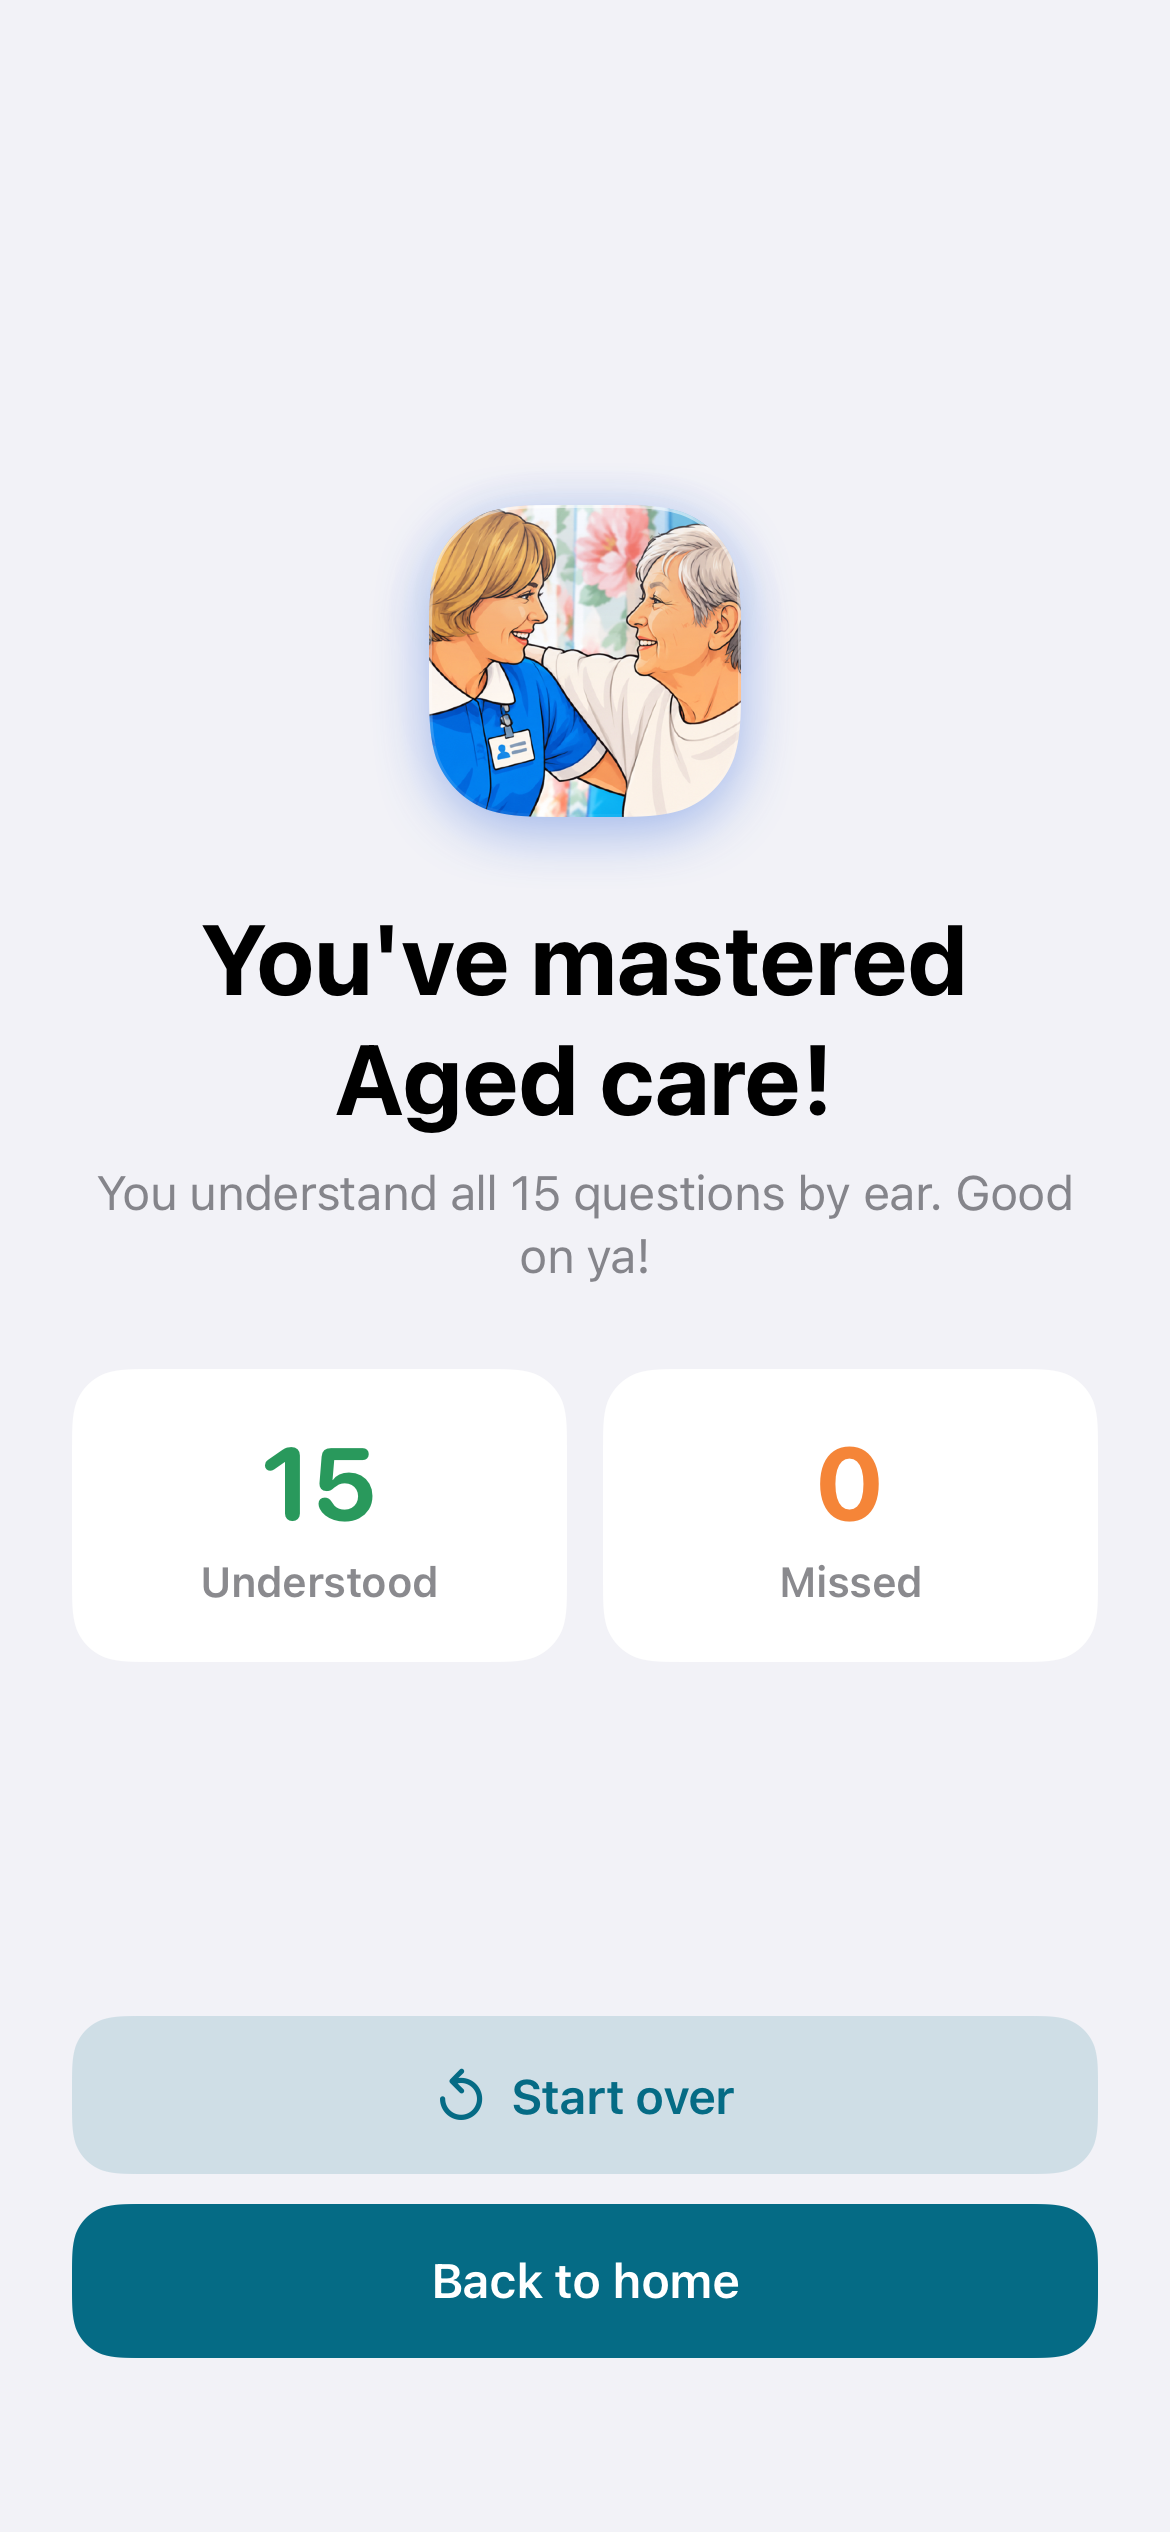 You've mastered
Aged care!
You understand all 15 questions by ear. Good
on ya!
15
Understood
0
Missed
Start over
Back to home